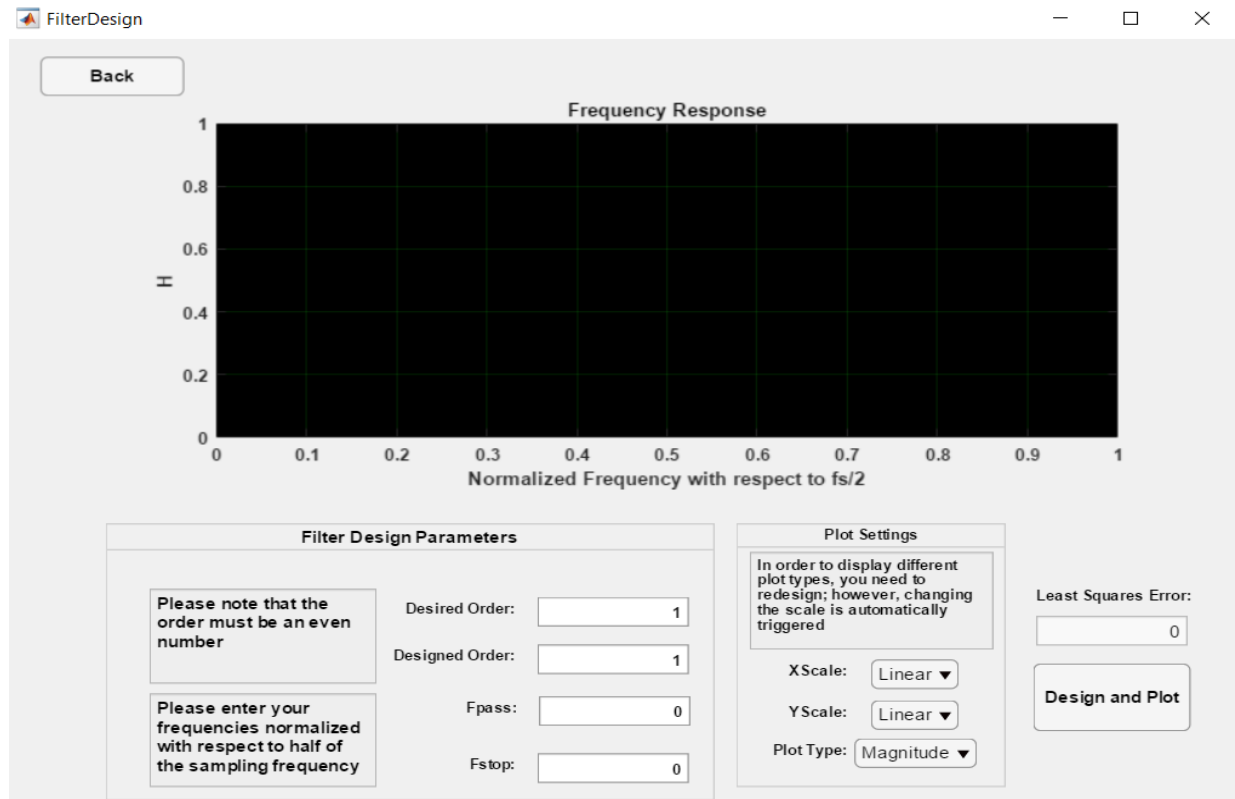 FilterDesign
Back
Frequency Response
1
0.8
0.6
0.4
0.2
0
H
0 0.1 0.2 0.3 0.4 0.5 0.6 0.7 0.8 0.9 1
Normalized Frequency with respect to fs/2
Filter Design Parameters
Please note that the
order must be an even
number
Desired Order: 1
Designed Order: 1
Please enter your
frequencies normalized
with respect to half of
the sampling frequency
Fpass: 0
Fstop: 0
Plot Settings
In order to display different
plot types, you need to
redesign; however, changing
the scale is automatically
triggered
XScale: Linear
YScale: Linear
Plot Type: Magnitude
Least Squares Error:
0
Design and Plot